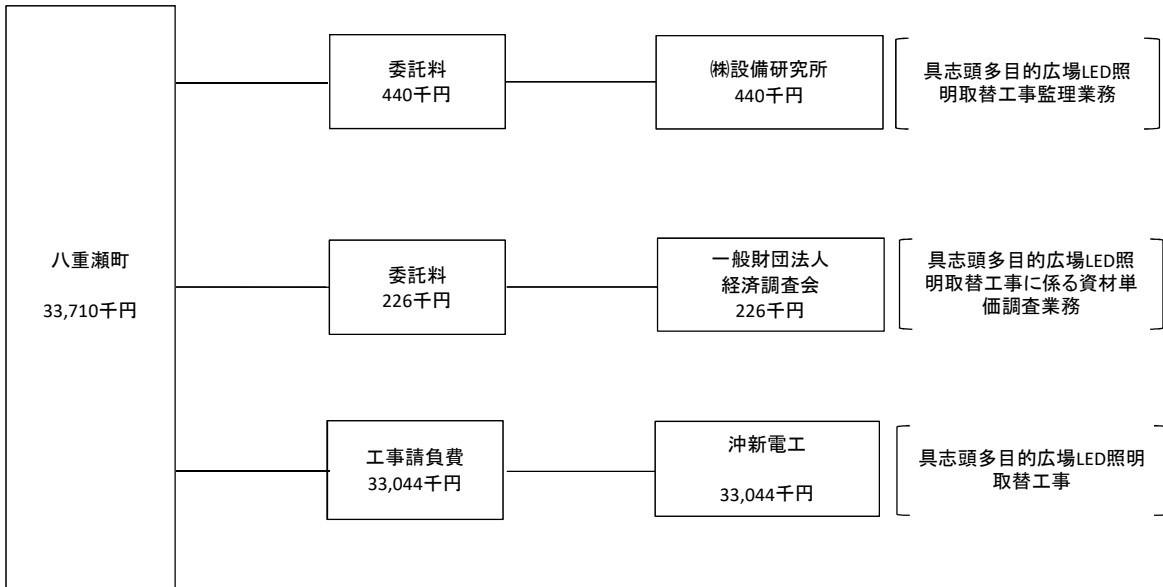 八重瀬町
33,710千円
委託料
440千円
㈱設備研究所
440千円
具志頭多目的広場LED照
明取替工事監理業務
委託料
226千円
一般財団法人
経済調査会
226千円
具志頭多目的広場LED照
明取替工事に係る資材単
価調査業務
工事請負費
33,044千円
沖新電工
33,044千円
具志頭多目的広場LED照明
取替工事